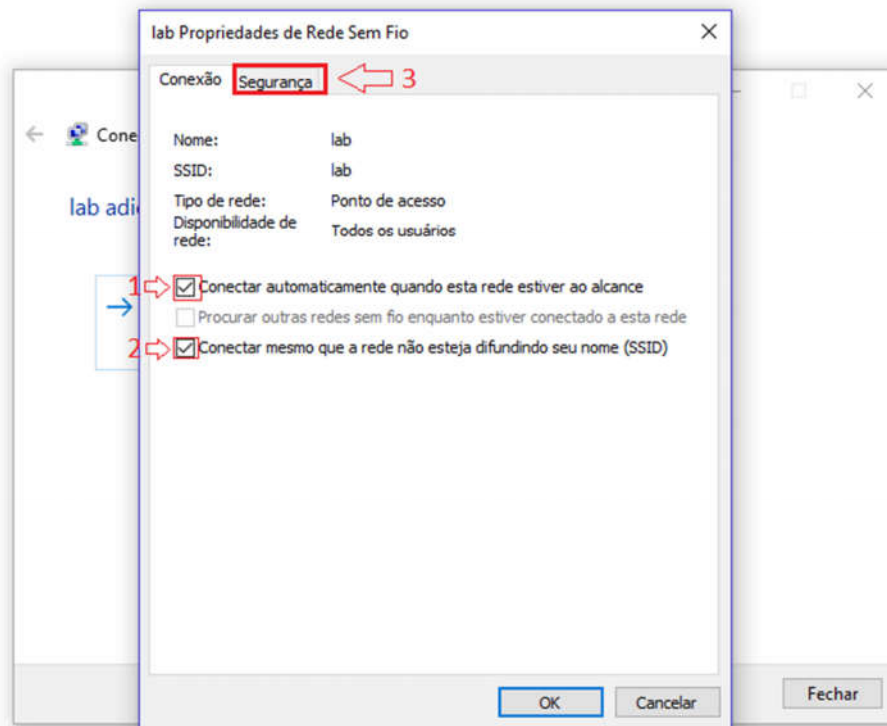 lab Propriedades de Rede Sem Fio
Conexão Segurança 3
Cone
lab adi
Nome: lab
SSID: lab
Tipo de rede: Ponto de acesso
Disponibilidade de rede: Todos os usuários
1 Conectar automaticamente quando esta rede estiver ao alcance
Procurar outras redes sem fio enquanto estiver conectado a esta rede
2 Conectar mesmo que a rede não esteja difundindo seu nome (SSID)
OK Cancelar
Fechar